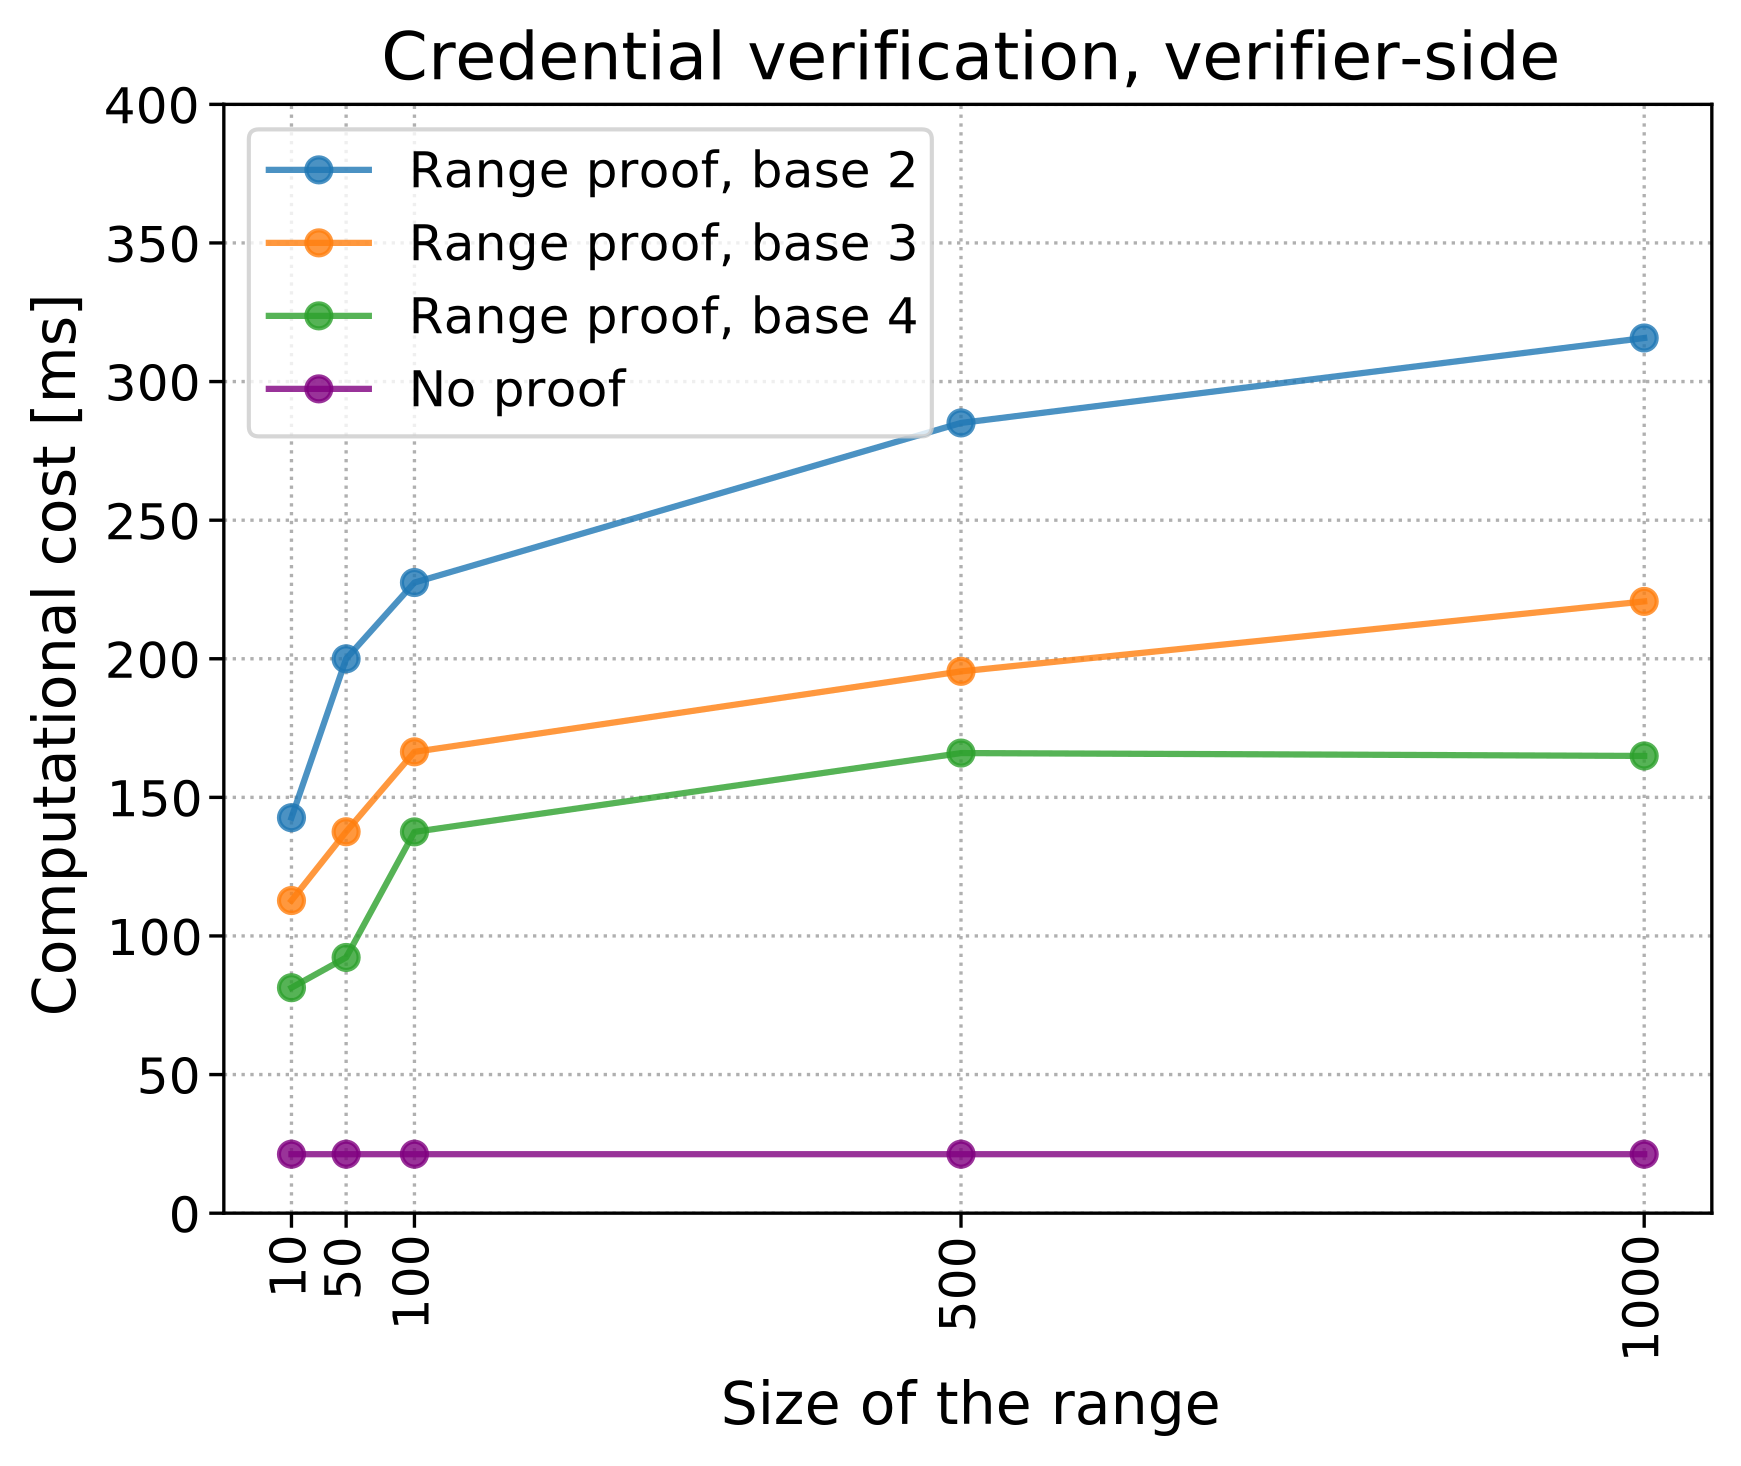 Credential verification, verifier-side
400
350
300
250
200
150
100
50
0
Computational cost [ms]
Range proof, base 2
Range proof, base 3
Range proof, base 4
No proof
10
50
100
500
1000
Size of the range